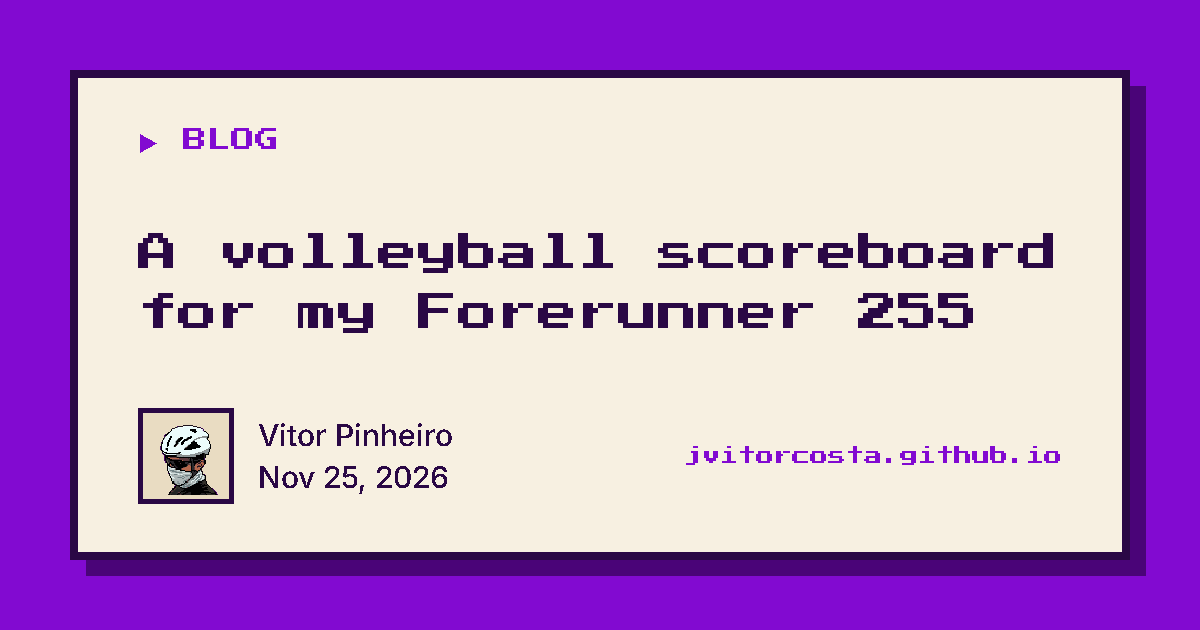 BLOG
A volleyball scoreboard
for my Forerunner 255
Vitor Pinheiro
Nov 25, 2026
jvitorcosta.github.io